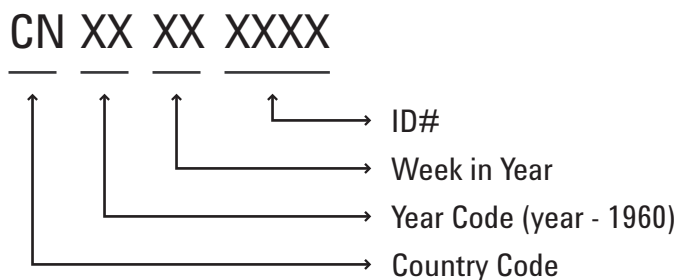 CN XX XX XXXX
ID#
Week in Year
Year Code (year - 1960)
Country Code